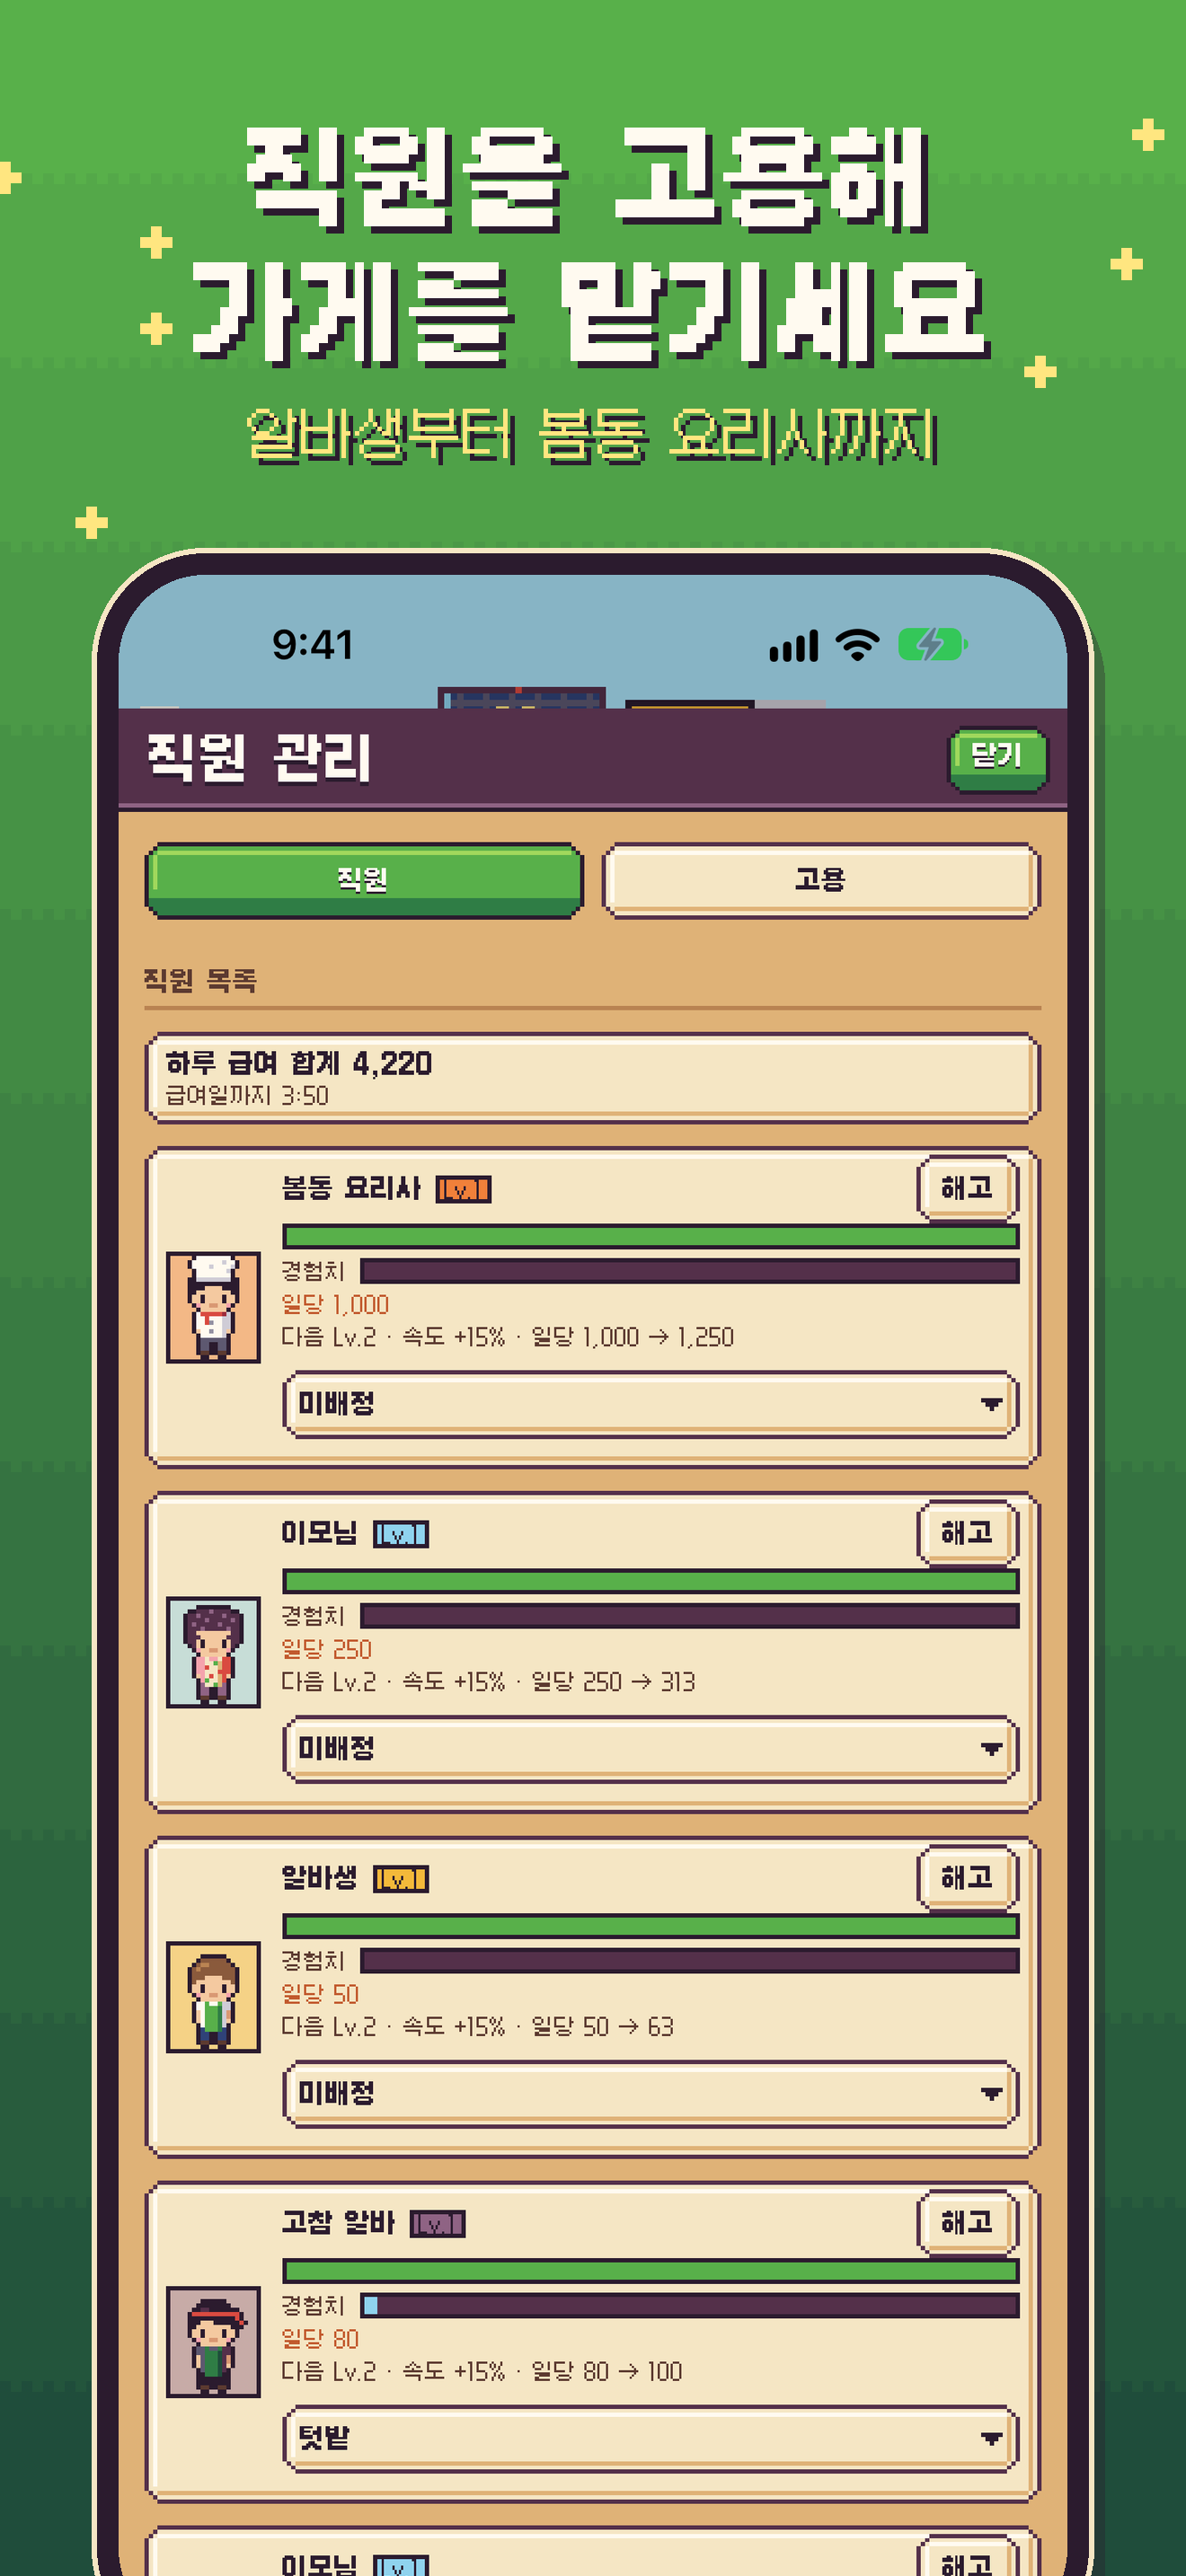 직원을 고용해
가게를 맡기세요
알바생부터 봄동 요리사까지
9:41
직원 관리
닫기
직원
고용
직원 목록
하루 급여 합계 4,220
급여일까지 3:50
봄동 요리사 Lv.1
해고
경험치
일당 1,000
다음 Lv.2 · 속도 +15% · 일당 1,000 → 1,250
미배정
이모님 Lv.1
해고
경험치
일당 250
다음 Lv.2 · 속도 +15% · 일당 250 → 313
미배정
알바생 Lv.1
해고
경험치
일당 50
다음 Lv.2 · 속도 +15% · 일당 50 → 63
미배정
고참 알바 Lv.1
해고
경험치
일당 80
다음 Lv.2 · 속도 +15% · 일당 80 → 100
텃밭
이모님 Lv.1
해고